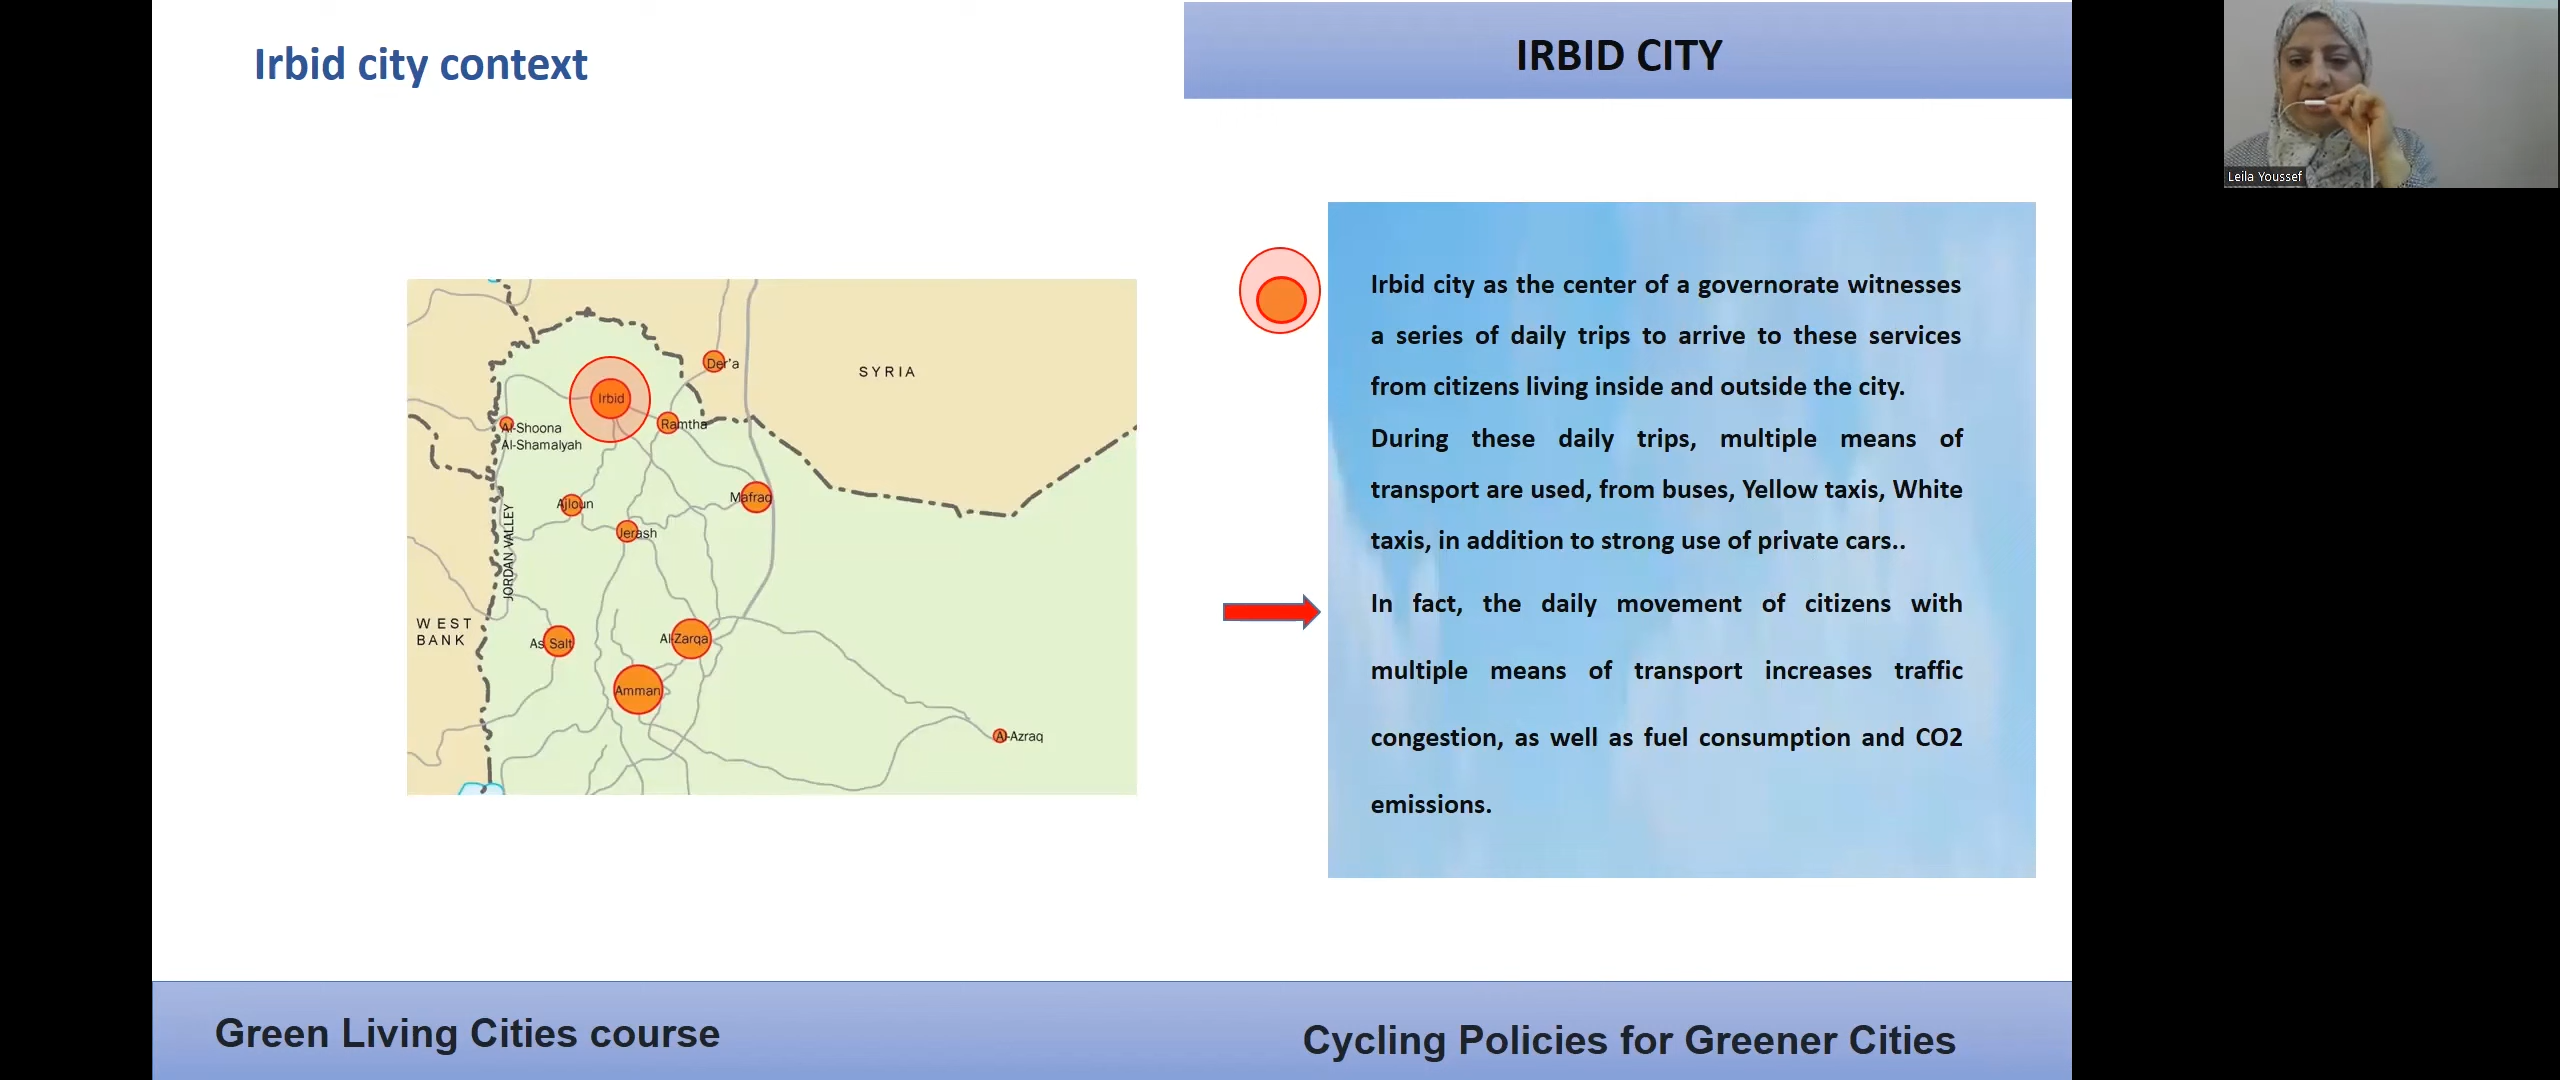 Irbid city context
IRBID CITY
Leila Youssef
SYRIA
Der'a
Irbid
Ramtha
Al-Shoona
Al-Shamalyah
Mafraq
Ajloun
Jerash
JORDAN VALLEY
WEST
BANK
As Salt
Al-Zarqa
Amman
Al-Azraq
Irbid city as the center of a governorate witnesses
a series of daily trips to arrive to these services
from citizens living inside and outside the city.
During these daily trips, multiple means of
transport are used, from buses, Yellow taxis, White
taxis, in addition to strong use of private cars..
In fact, the daily movement of citizens with
multiple means of transport increases traffic
congestion, as well as fuel consumption and CO2
emissions.
Green Living Cities course
Cycling Policies for Greener Cities